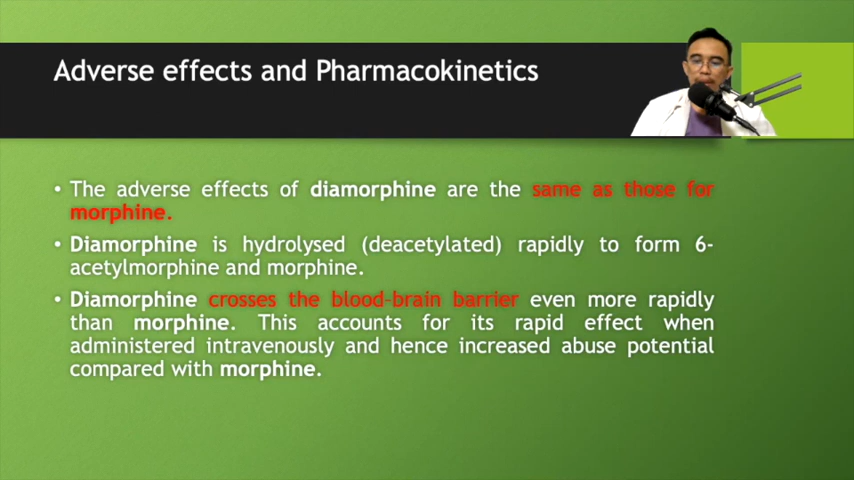 Adverse effects and Pharmacokinetics
• The adverse effects of diamorphine are the same as those for
morphine.
• Diamorphine is hydrolysed (deacetylated) rapidly to form 6-
acetylmorphine and morphine.
• Diamorphine crosses the blood-brain barrier even more rapidly
than morphine. This accounts for its rapid effect when
administered intravenously and hence increased abuse potential
compared with morphine.